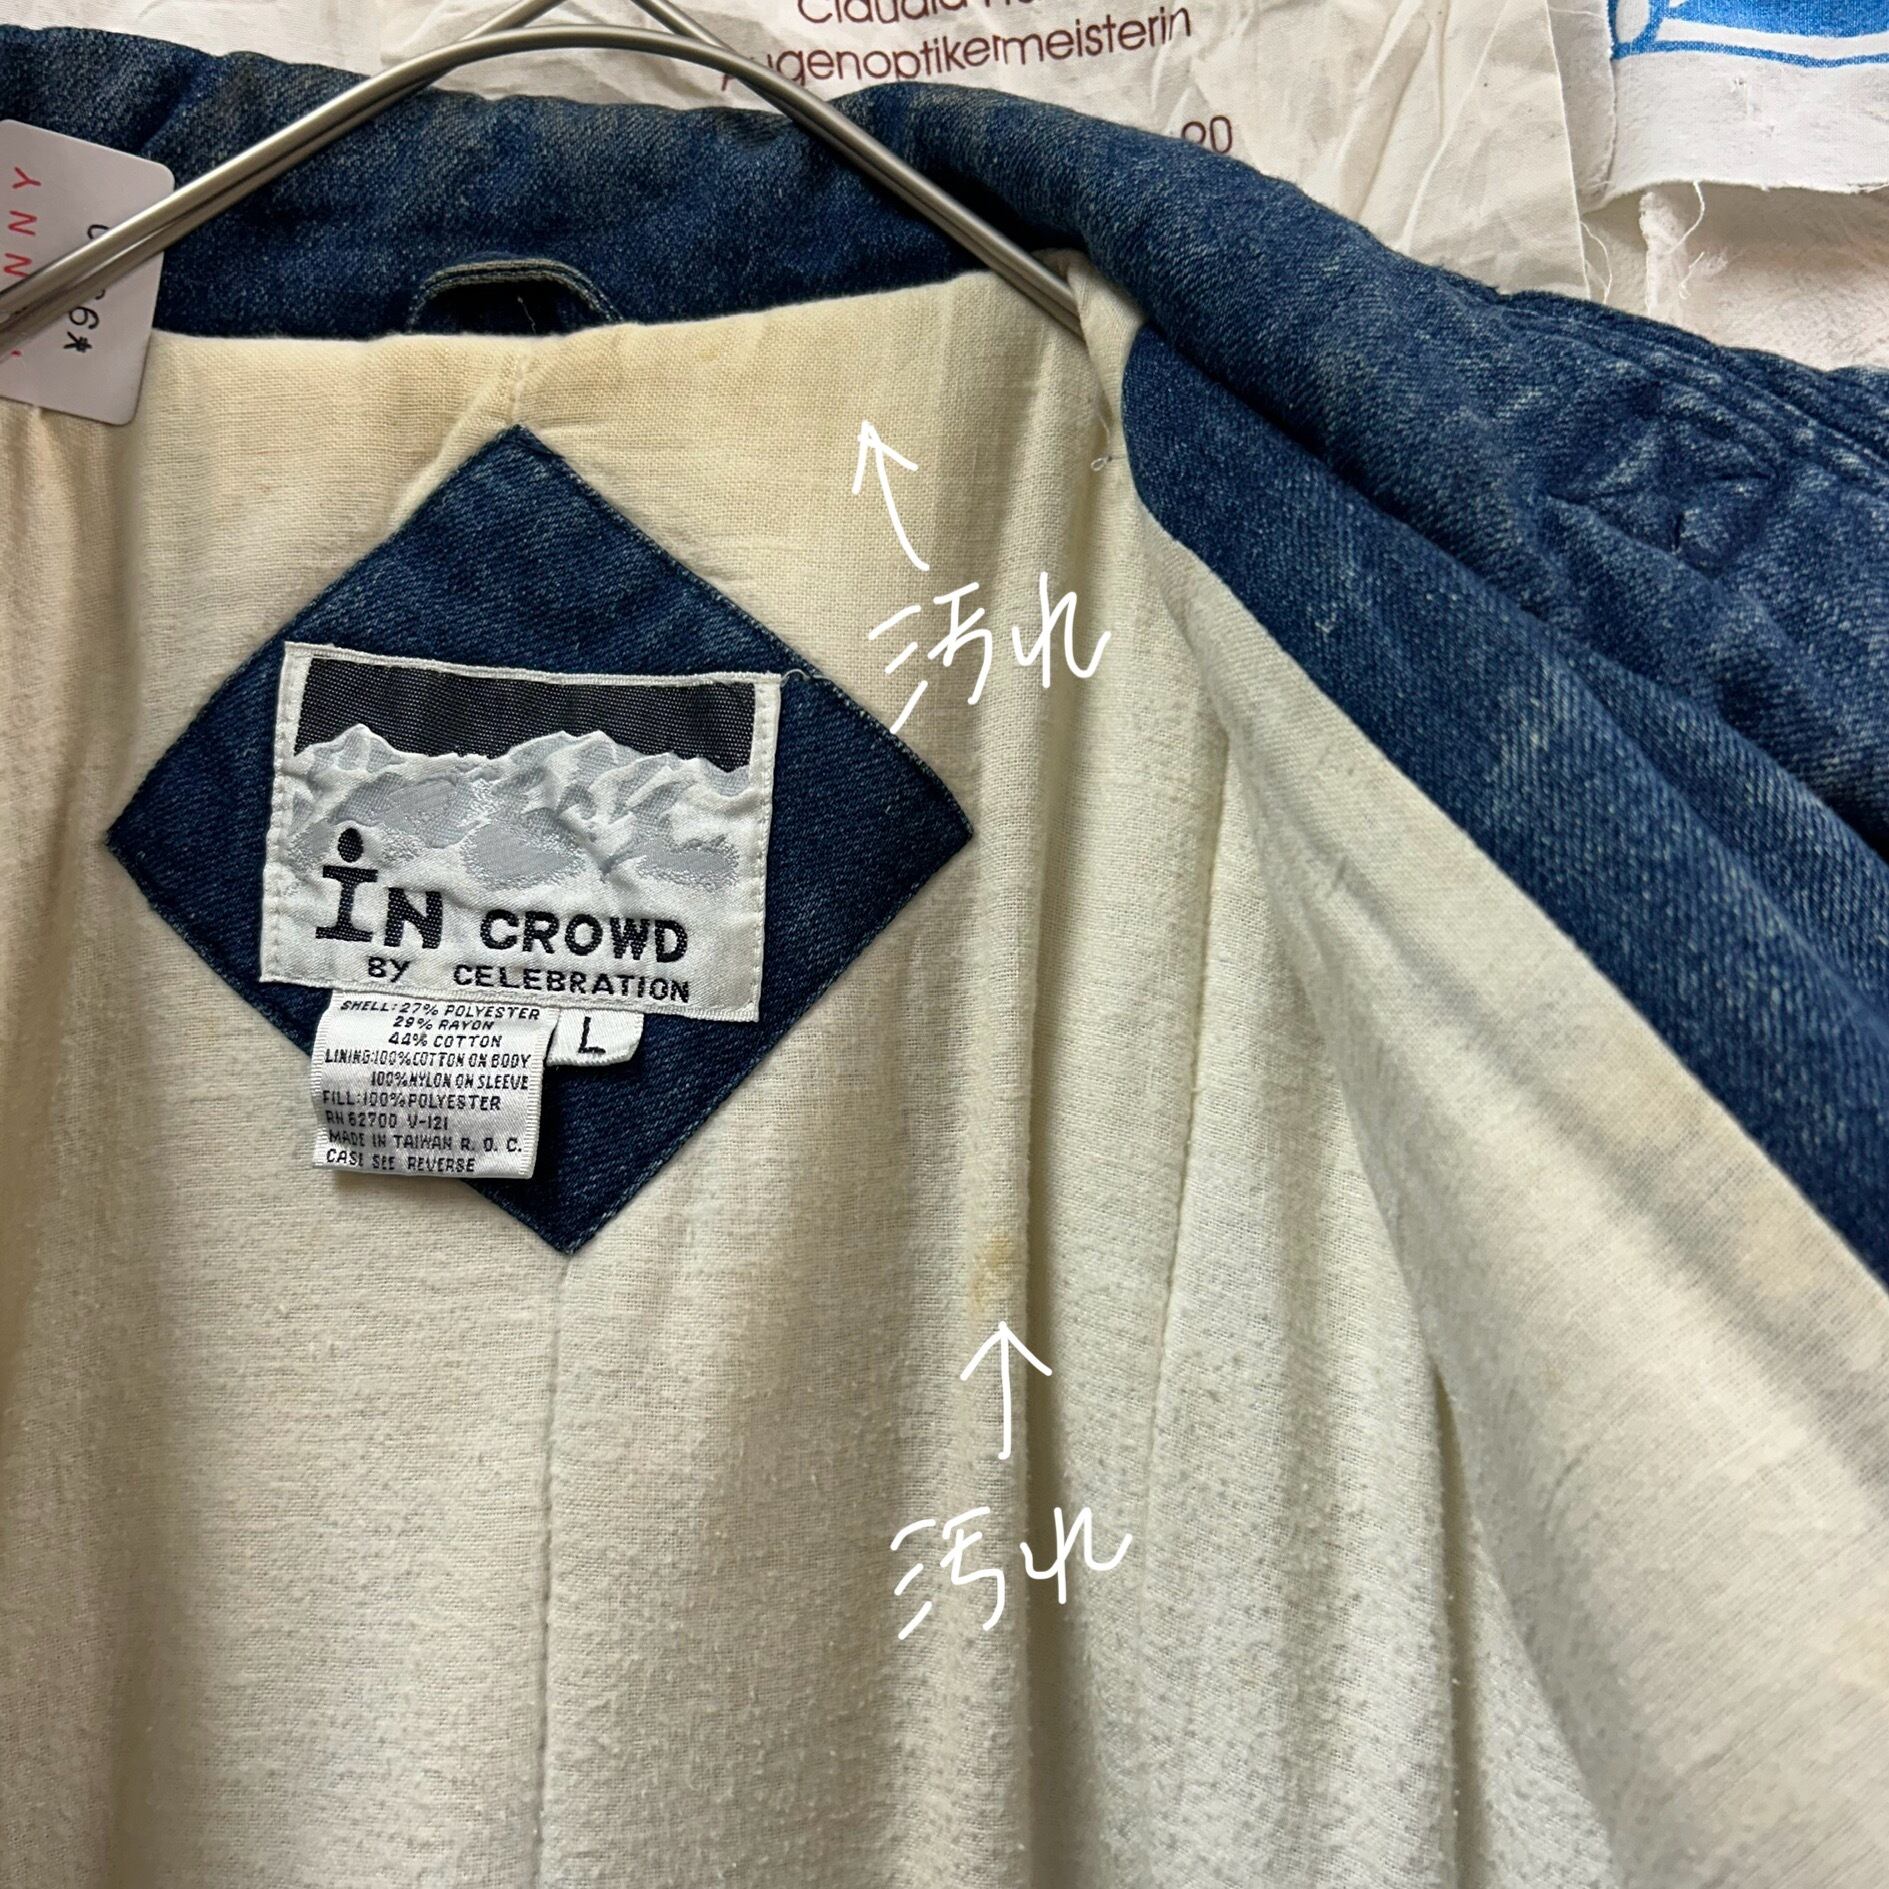 Augenoptikermeisterin
汚れ
IN CROWD
BY CELEBRATION
SHELL:27% POLYESTER
29% RAYON
44% COTTON
LINING:100%COTTON ON BODY
100%NYLON ON SLEEVE
FILL:100%POLYESTER
RN 62700 V-121
MADE IN TAIWAN R.O.C.
CASE SEE REVERSE
L
汚れ